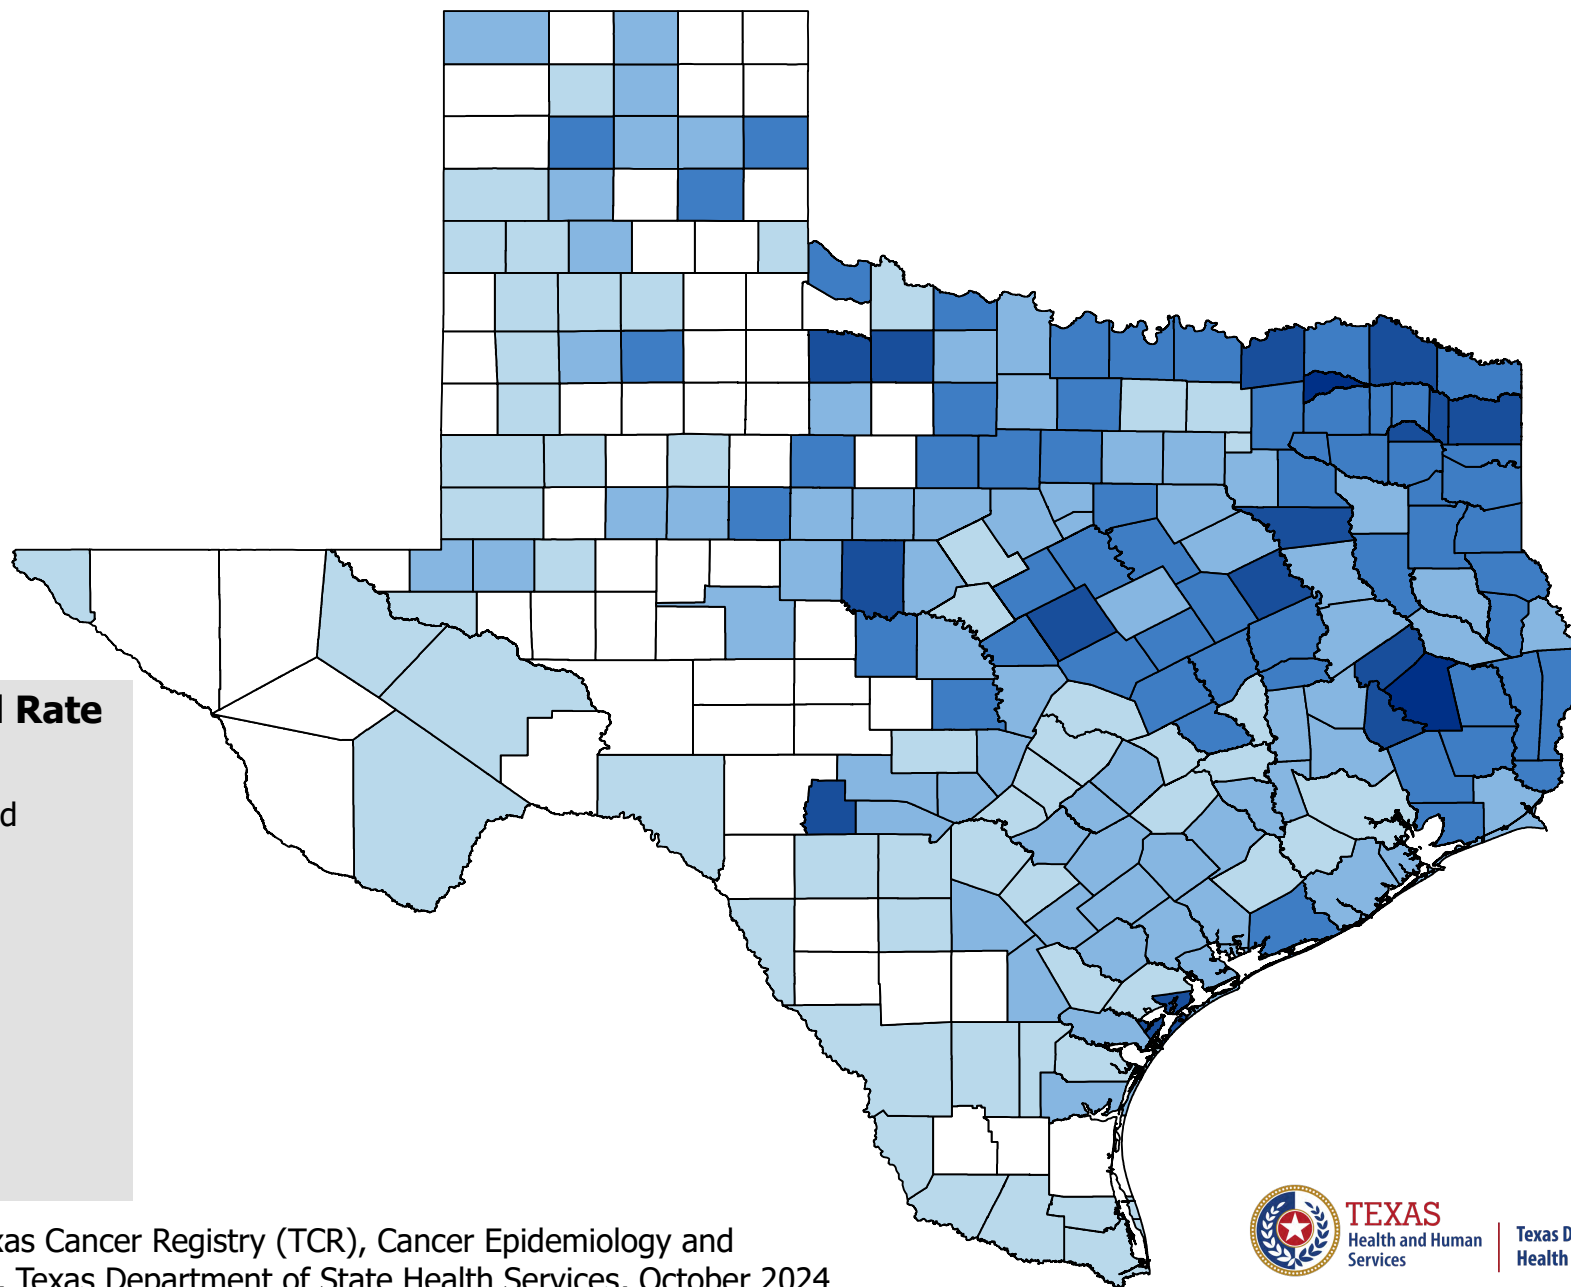 Rate
d
xas Cancer Registry (TCR), Cancer Epidemiology and
, Texas Department of State Health Services, October 2024
TEXAS
Health and Human
Services
Texas D
Health